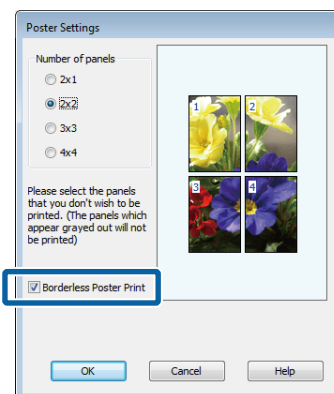 Poster Settings
Number of panels
2x1
2x2
3x3
4x4
1 2
3 4
Please select the panels
that you don't wish to be
printed. (The panels which
appear grayed out will not
be printed)
Borderless Poster Print
OK Cancel Help